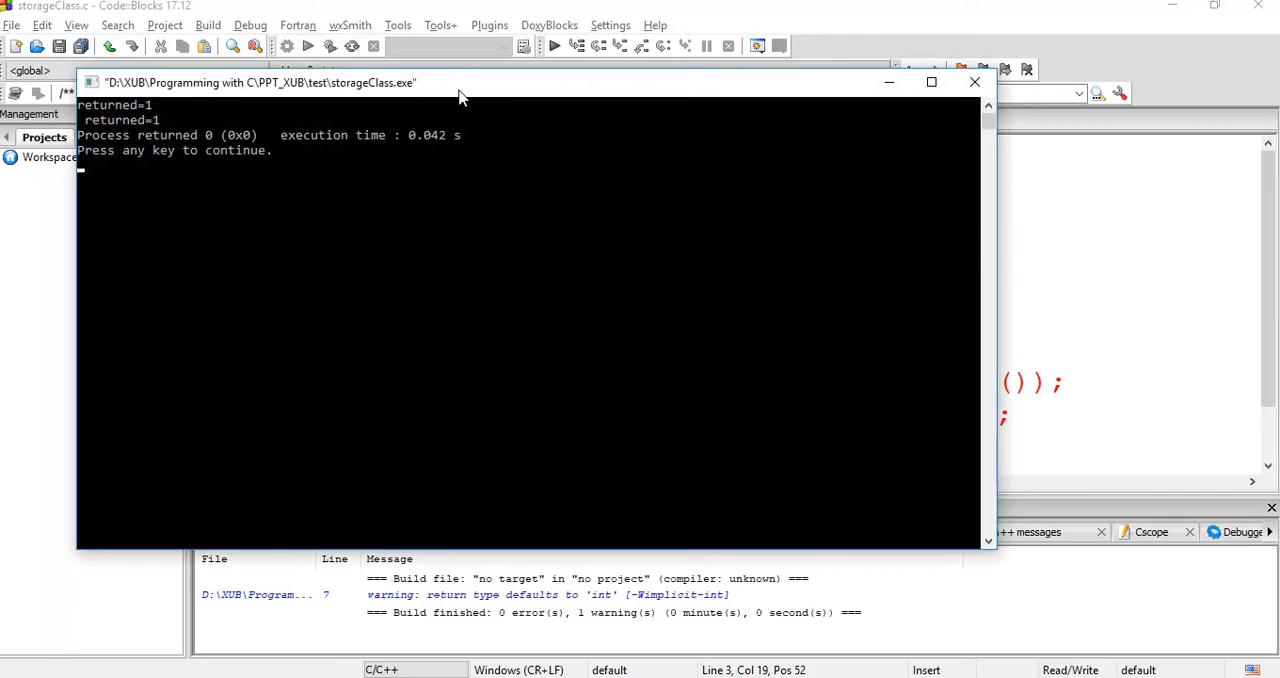 storageClass.c - Code::Blocks 17.12
File Edit View Search Project Build Debug Fortran wxSmith Tools Tools+ Plugins DoxyBlocks Settings Help
<global>
"D:\XUB\Programming with C\PPT_XUB\test\storageClass.exe"
/**
Management
Projects
Workspace
returned=1
returned=1
Process returned 0 (0x0) execution time : 0.042 s
Press any key to continue.
());
;
++ messages Cscope Debugge
File Line Message
=== Build file: "no target" in "no project" (compiler: unknown) ===
D:\XUB\Program... 7 warning: return type defaults to 'int' [-Wimplicit-int]
=== Build finished: 0 error(s), 1 warning(s) (0 minute(s), 0 second(s)) ===
C/C++ Windows (CR+LF) default Line 3, Col 19, Pos 52 Insert Read/Write default